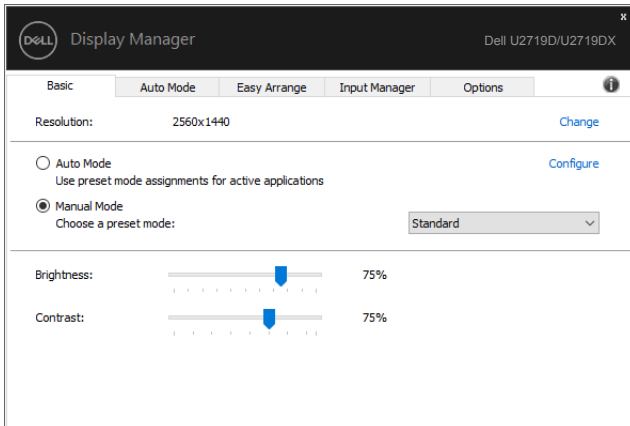 x
DELL Display Manager
Dell U2719D/U2719DX
Basic Auto Mode Easy Arrange Input Manager Options i
Resolution: 2560x1440 Change
Auto Mode Configure
Use preset mode assignments for active applications
Manual Mode
Choose a preset mode: Standard
Brightness: 75%
Contrast: 75%